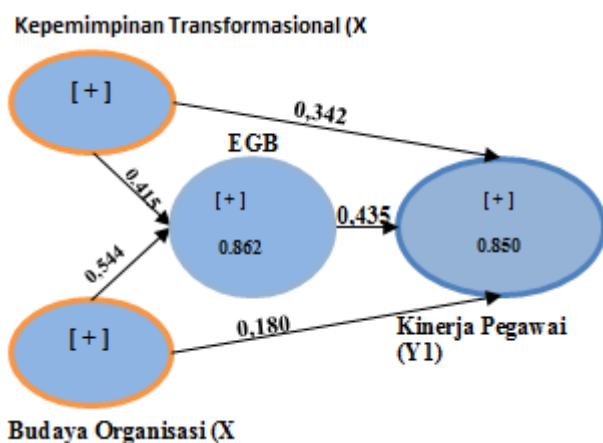 Kepemimpinan Transformasional (X
[ + ]
0,342
EGB
0.415
[ + ]
0.862
0,435
[ + ]
0.850
0,544
[ + ]
0,180
Kinerja Pegawai
(Y1)
Budaya Organisasi (X